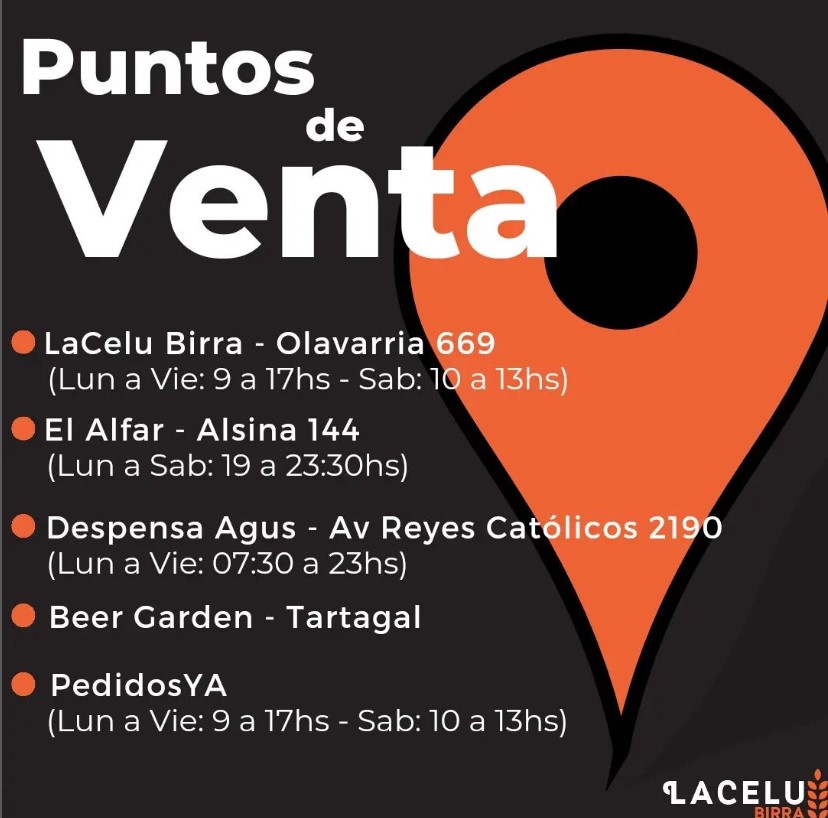 Puntos
de
Venta
LaCelu Birra - Olavarria 669
(Lun a Vie: 9 a 17hs - Sab: 10 a 13hs)
El Alfar - Alsina 144
(Lun a Sab: 19 a 23:30hs)
Despensa Agus - Av Reyes Católicos 2190
(Lun a Vie: 07:30 a 23hs)
Beer Garden - Tartagal
PedidosYA
(Lun a Vie: 9 a 17hs - Sab: 10 a 13hs)
LACELU
BIRRA